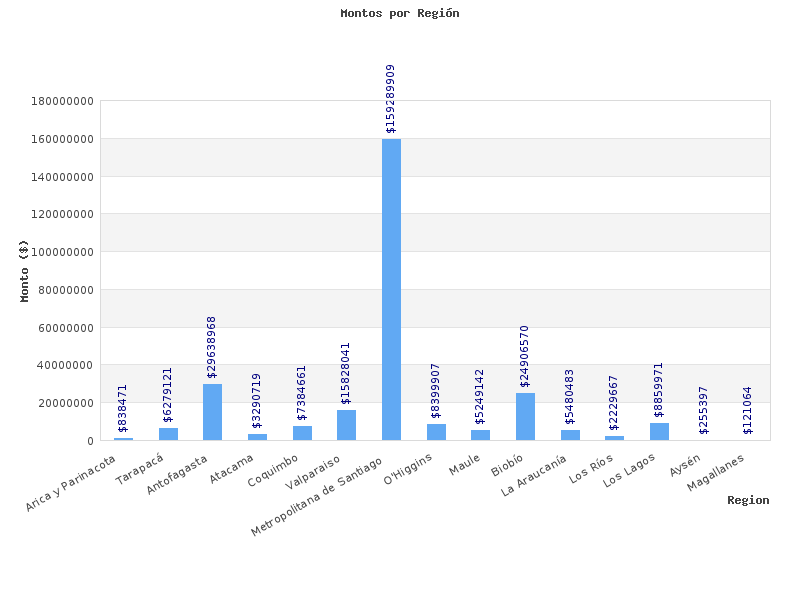 Montos por Región
Monto ($)
180000000
160000000
140000000
120000000
100000000
80000000
60000000
40000000
20000000
0
$838471
$6279121
$29638968
$3290719
$7384661
$15828041
$159289909
$8399907
$5249142
$24906570
$5480483
$2229667
$8859971
$255397
$121064
Arica y Parinacota
Tarapacá
Antofagasta
Atacama
Coquimbo
Valparaiso
Metropolitana de Santiago
O'Higgins
Maule
Biobío
La Araucanía
Los Ríos
Los Lagos
Aysén
Magallanes
Region